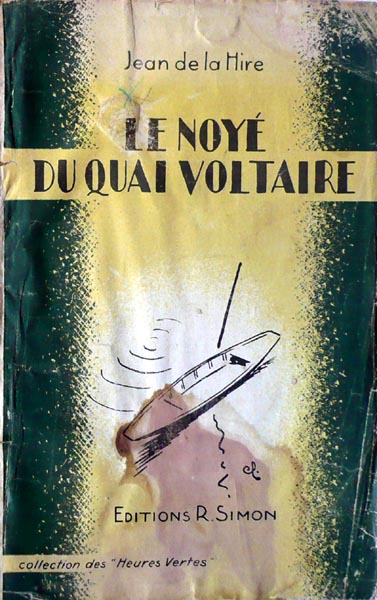 Jean de la Hire
LE NOYÉ
DU QUAI VOLTAIRE
EDITIONS R. SIMON
collection des "Heures Vertes"